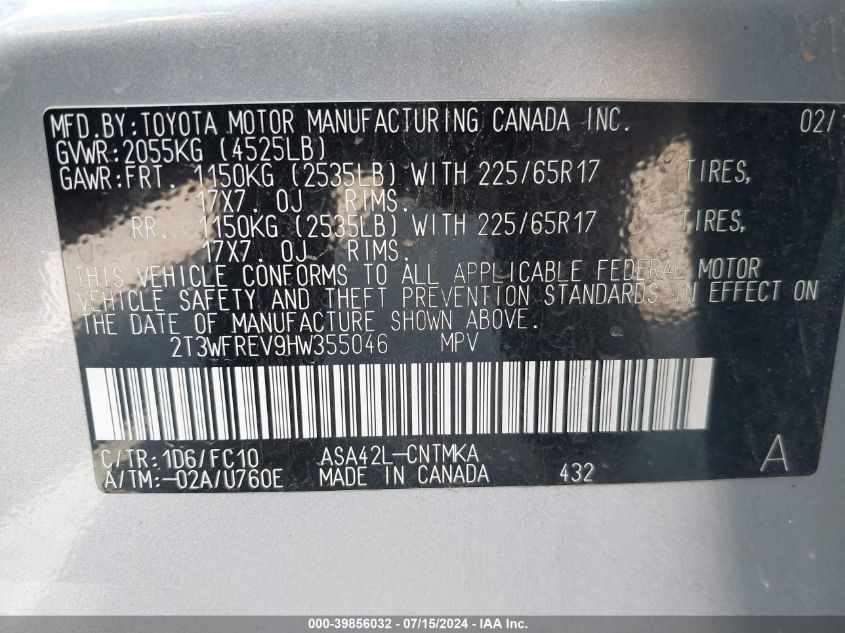 MFD.BY:TOYOTA MOTOR MANUFACTURING CANADA INC. 02/1
GVWR:2055KG (4525LB)
GAWR:FRT. 1150KG (2535LB) WITH 225/65R17 TIRES,
17X7. 0J RIMS.
RR. 1150KG (2535LB) WITH 225/65R17 TIRES,
17X7. 0J RIMS.
THIS VEHICLE CONFORMS TO ALL APPLICABLE FEDERAL MOTOR
VEHICLE SAFETY AND THEFT PREVENTION STANDARDS IN EFFECT ON
THE DATE OF MANUFACTURE SHOWN ABOVE.
2T3WFREV9HW355046 MPV
C/TR:1D6/FC10 ASA42L-CNTMKA A
A/TM:-02A/U760E MADE IN CANADA 432
000-39856032 - 07/15/2024 - IAA Inc.